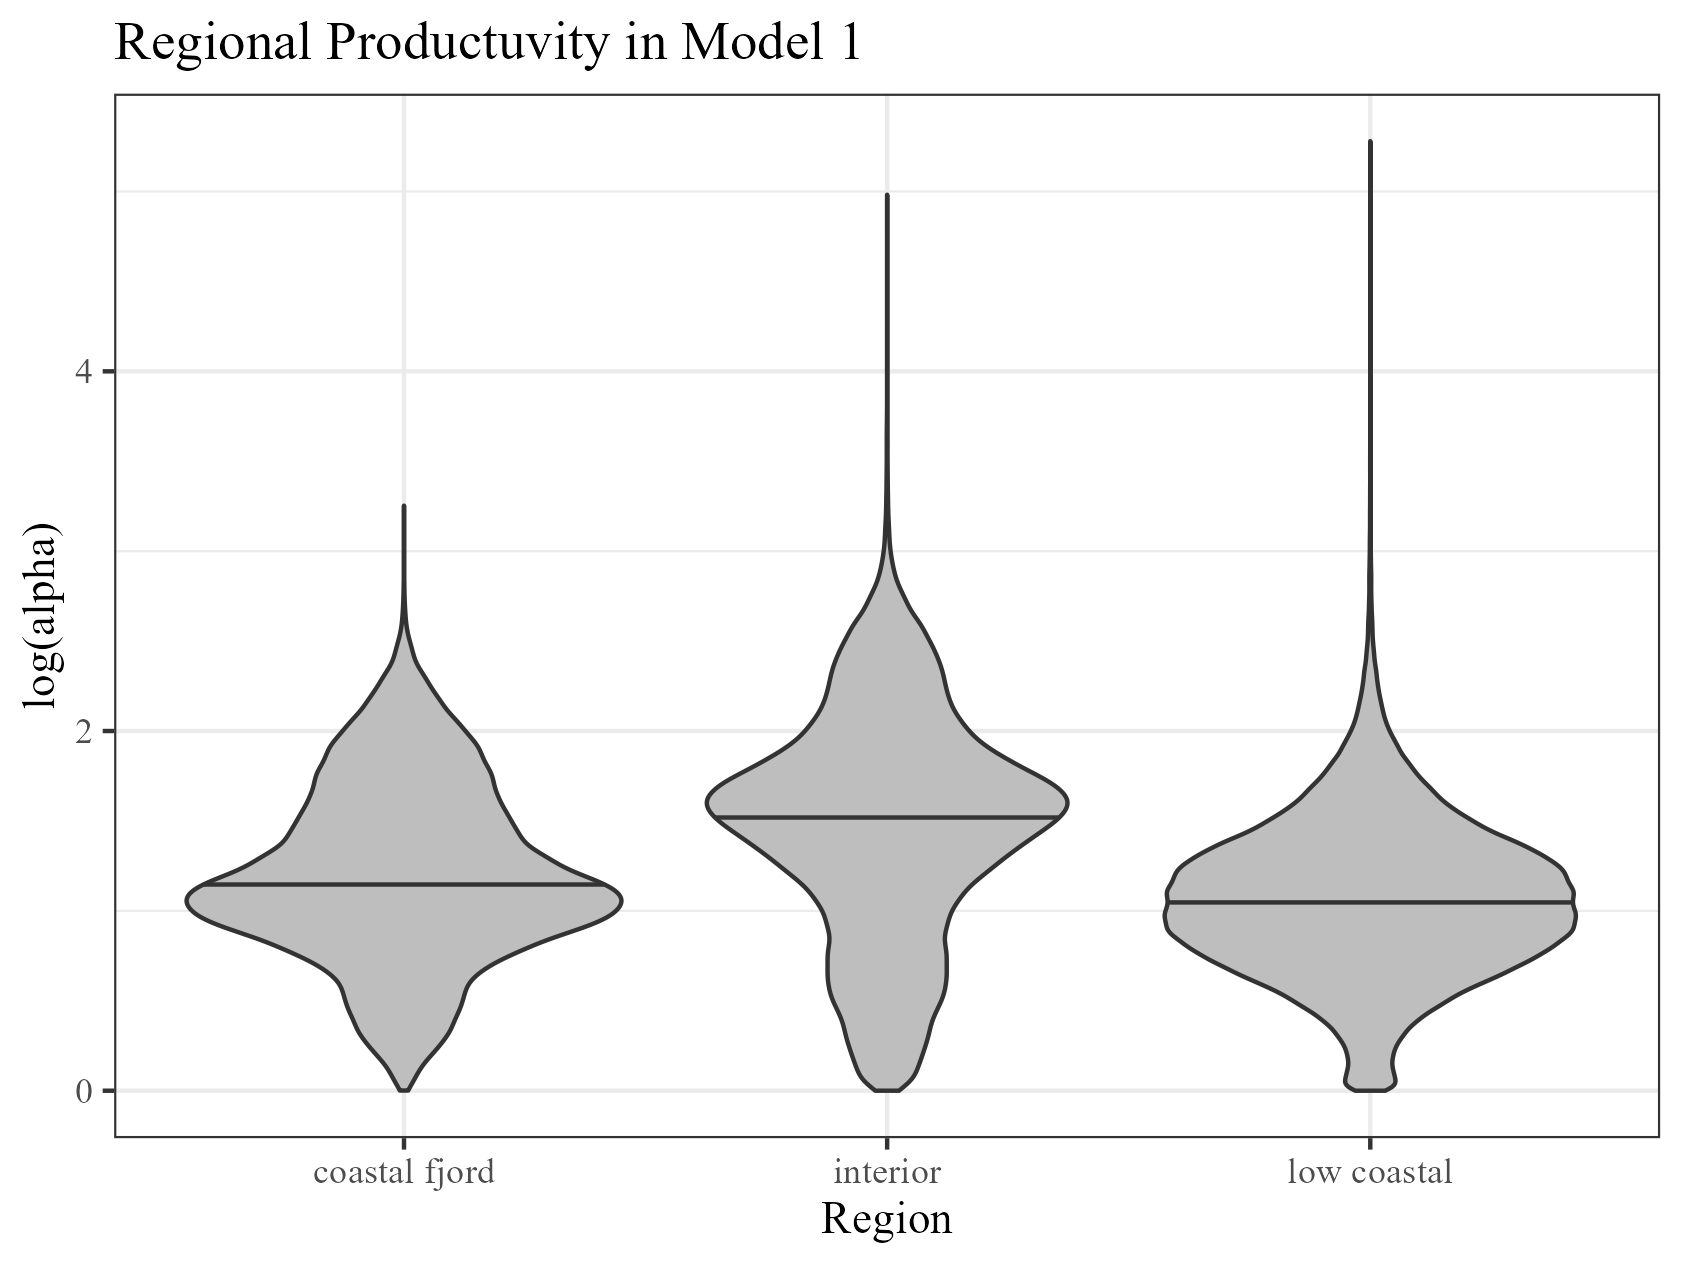 Regional Productuvity in Model 1
log(alpha)
4
2
0
coastal fjord
interior
low coastal
Region